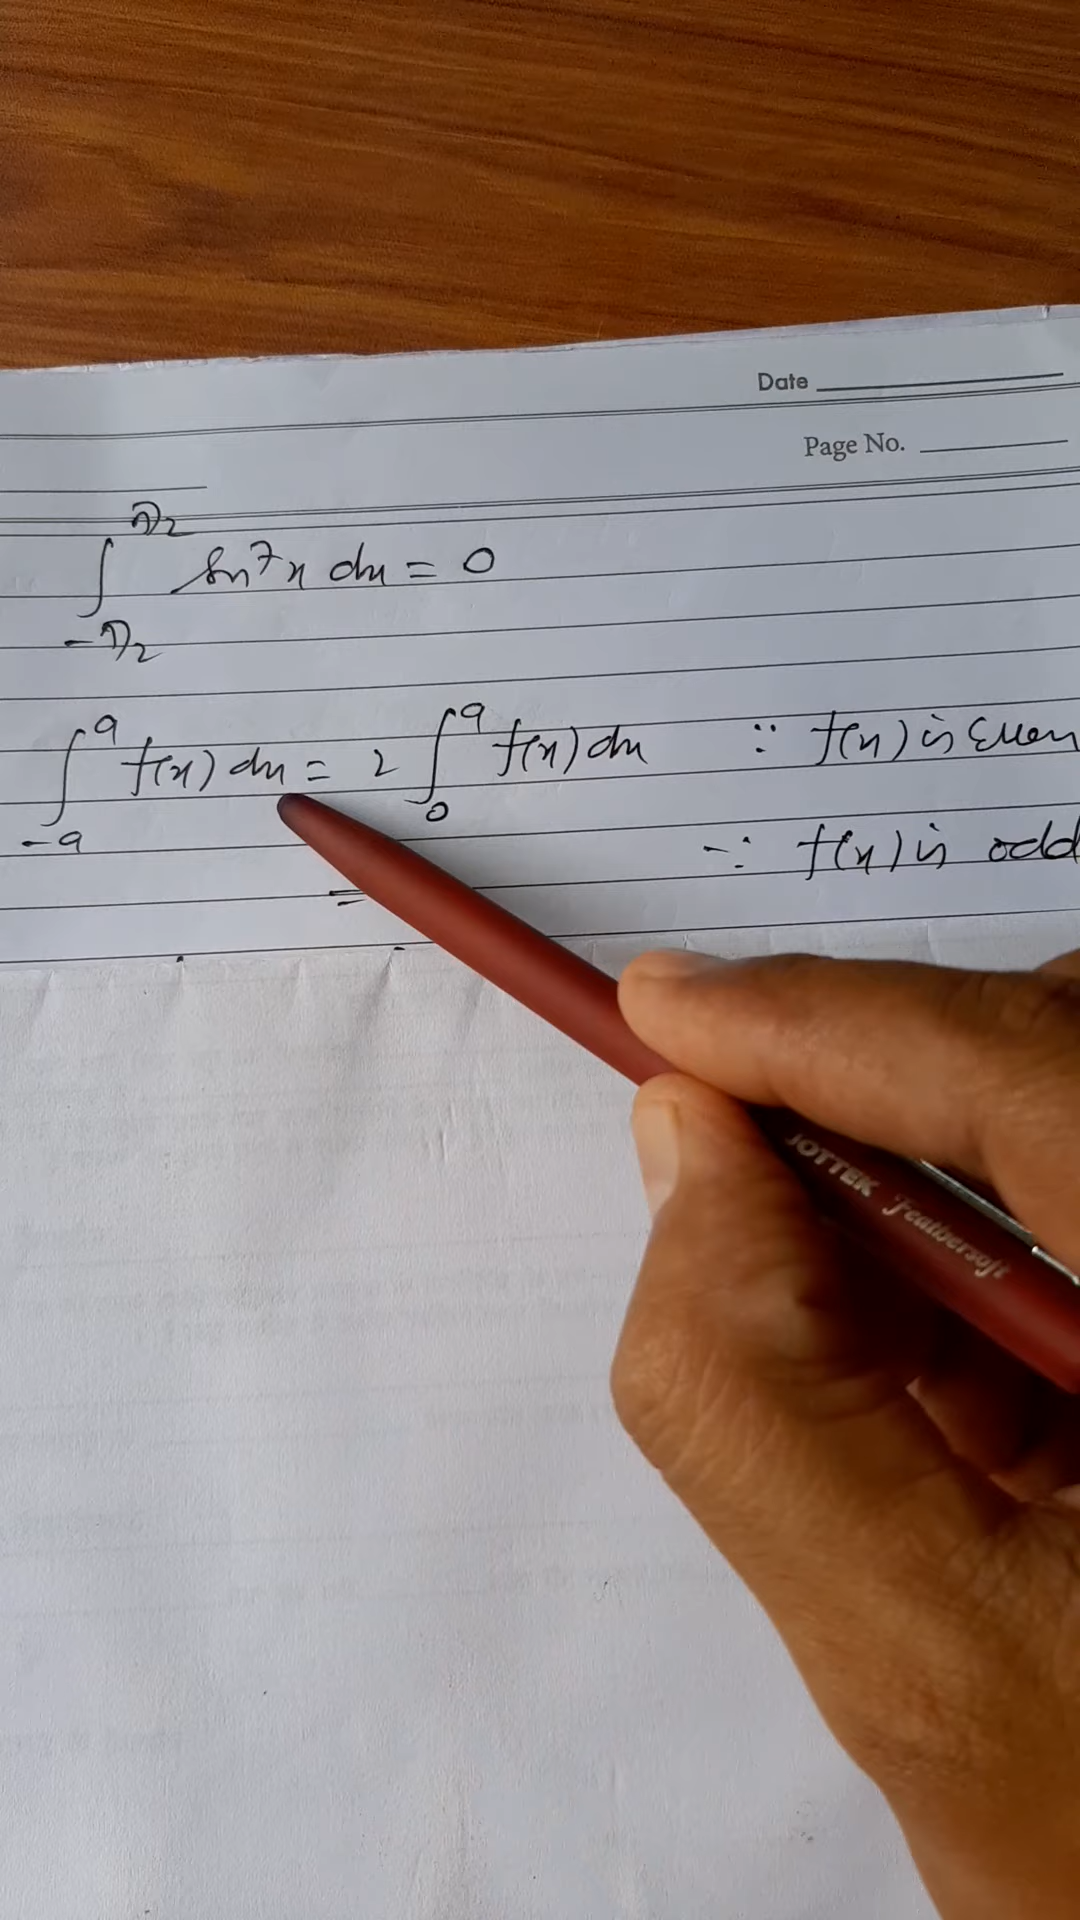 Date
Page No.
∫_{-π/2}^{π/2} sin⁷x dx = 0
∫_{-a}^{a} f(x) dx = 2 ∫_{0}^{a} f(x) dx ∵ f(x) is Even
= ∵ f(x) is odd
JOTTEK Feathersoft